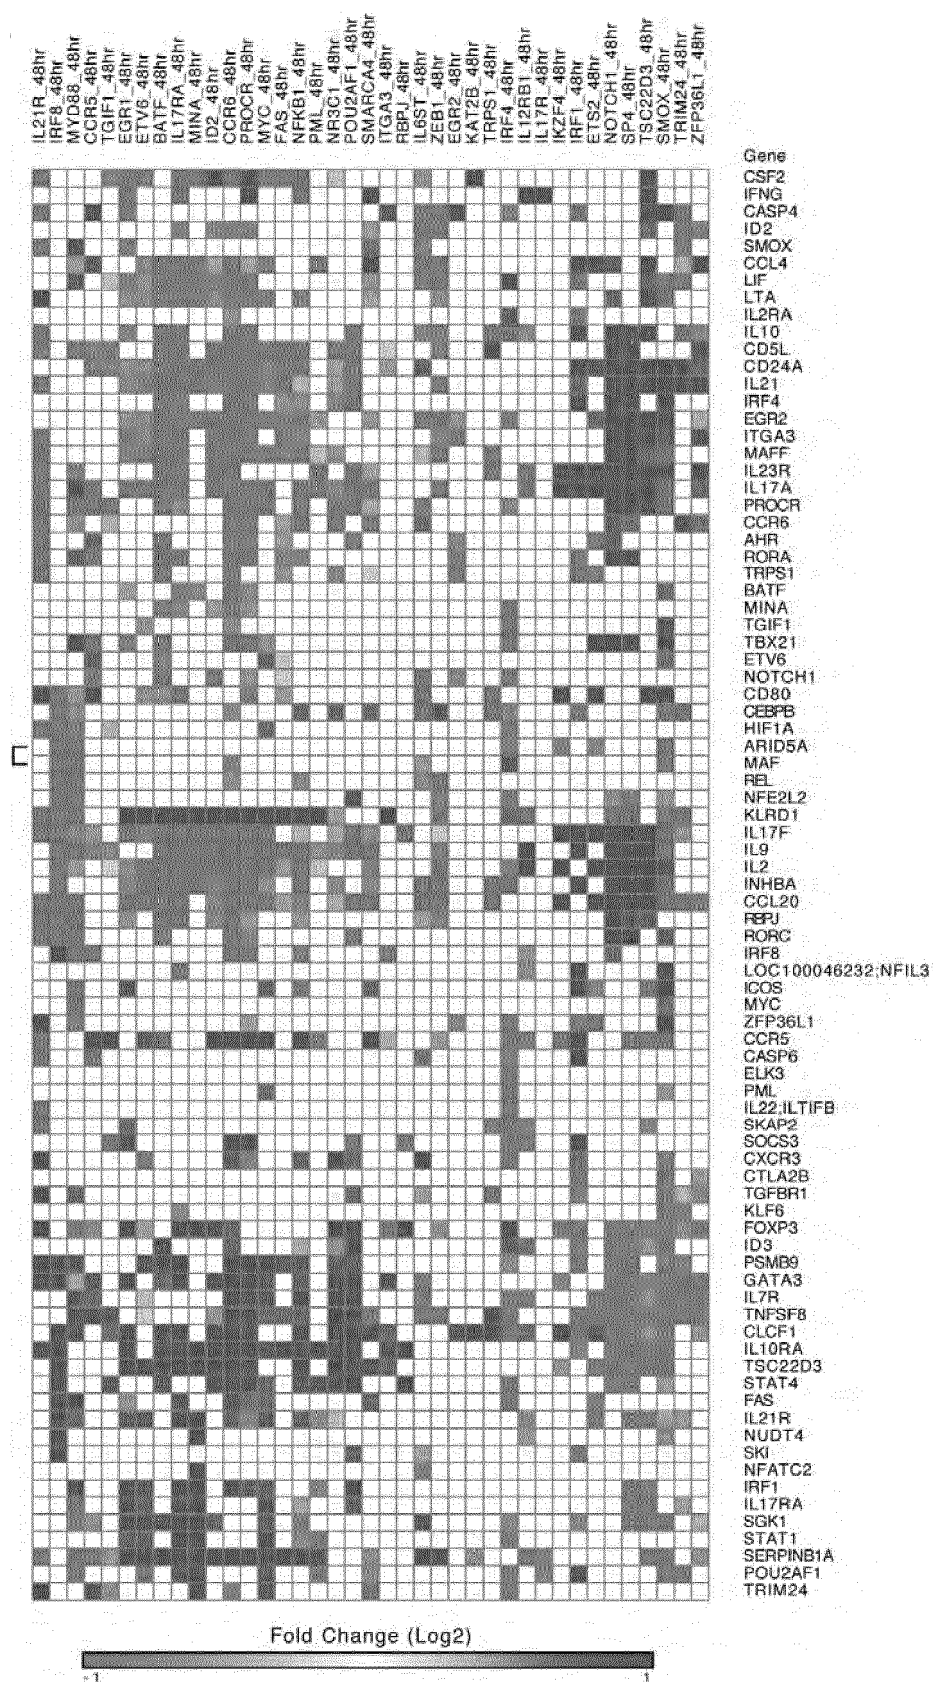 IL21R_48hr
IRF8_48hr
MYD88_48hr
CCR5_48hr
TGIF1_48hr
EGR1_48hr
ETV6_48hr
BATF_48hr
IL17RA_48hr
MINA_48hr
ID2_48hr
CCR6_48hr
PROCR_48hr
MYC_48hr
FAS_48hr
NFKB1_48hr
PML_48hr
NR3C1_48hr
POU2AF1_48hr
SMARCA4_48hr
ITGA3_48hr
RBPJ_48hr
IL6ST_48hr
ZEB1_48hr
EGR2_48hr
KAT2B_48hr
TRPS1_48hr
IRF4_48hr
IL12RB1_48hr
IL17R_48hr
IKZF4_48hr
IRF1_48hr
ETS2_48hr
NOTCH1_48hr
SP4_48hr
TSC22D3_48hr
SMOX_48hr
TRIM24_48hr
ZFP36L1_48hr
Gene
CSF2
IFNG
CASP4
ID2
SMOX
CCL4
LIF
LTA
IL2RA
IL10
CD5L
CD24A
IL21
IRF4
EGR2
ITGA3
MAFF
IL23R
IL17A
PROCR
CCR6
AHR
RORA
TRPS1
BATF
MINA
TGIF1
TBX21
ETV6
NOTCH1
CD80
CEBPB
HIF1A
ARID5A
MAF
REL
NFE2L2
KLRD1
IL17F
IL9
IL2
INHBA
CCL20
RBPJ
RORC
IRF8
LOC100046232;NFIL3
ICOS
MYC
ZFP36L1
CCR5
CASP6
ELK3
PML
IL22;ILTIFB
SKAP2
SOCS3
CXCR3
CTLA2B
TGFBR1
KLF6
FOXP3
ID3
PSMB9
GATA3
IL7R
TNFSF8
CLCF1
IL10RA
TSC22D3
STAT4
FAS
IL21R
NUDT4
SKI
NFATC2
IRF1
IL17RA
SGK1
STAT1
SERPINB1A
POU2AF1
TRIM24
Fold Change (Log2)
-1 1